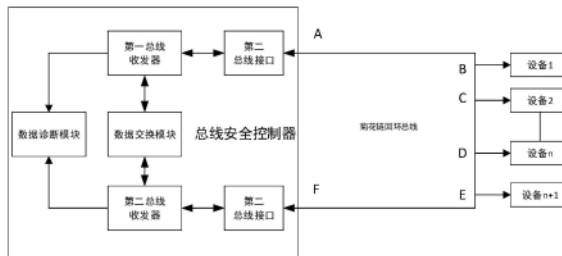 A
第一总线
收发器
第二
总线接口
B
设备1
C
设备2
数据诊断模块
数据交换模块
总线安全控制器
菊花链回环总线
D
设备n
F
E
设备n+1
第二总线
收发器
第二
总线接口